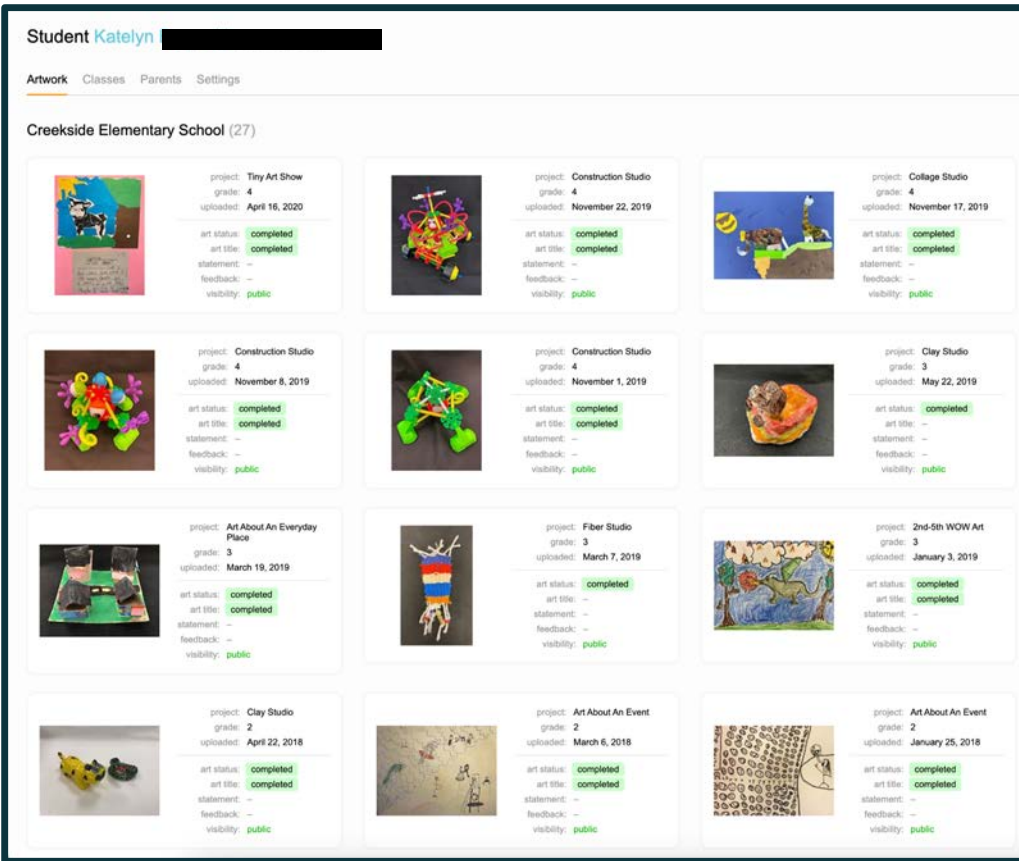 Student Katelyn
Artwork Classes Parents Settings
Creekside Elementary School (27)
project: Tiny Art Show
grade: 4
uploaded: April 16, 2020
art status: completed
art title: completed
statement: –
feedback: –
visibility: public
project: Construction Studio
grade: 4
uploaded: November 22, 2019
art status: completed
art title: completed
statement: –
feedback: –
visibility: public
project: Collage Studio
grade: 4
uploaded: November 17, 2019
art status: completed
art title: completed
statement: –
feedback: –
visibility: public
project: Construction Studio
grade: 4
uploaded: November 8, 2019
art status: completed
art title: completed
statement: –
feedback: –
visibility: public
project: Construction Studio
grade: 4
uploaded: November 1, 2019
art status: completed
art title: completed
statement: –
feedback: –
visibility: public
project: Clay Studio
grade: 3
uploaded: May 22, 2019
art status: completed
art title: –
statement: –
feedback: –
visibility: public
project: Art About An Everyday
Place
grade: 3
uploaded: March 19, 2019
art status: completed
art title: completed
statement: –
feedback: –
visibility: public
project: Fiber Studio
grade: 3
uploaded: March 7, 2019
art status: completed
art title: –
statement: –
feedback: –
visibility: public
project: 2nd-5th WOW Art
grade: 3
uploaded: January 3, 2019
art status: completed
art title: completed
statement: –
feedback: –
visibility: public
project: Clay Studio
grade: 2
uploaded: April 22, 2018
art status: completed
art title: completed
statement: –
feedback: –
visibility: public
project: Art About An Event
grade: 2
uploaded: March 6, 2018
art status: completed
art title: completed
statement: –
feedback: –
visibility: public
project: Art About An Event
grade: 2
uploaded: January 25, 2018
art status: completed
art title: completed
statement: –
feedback: –
visibility: public